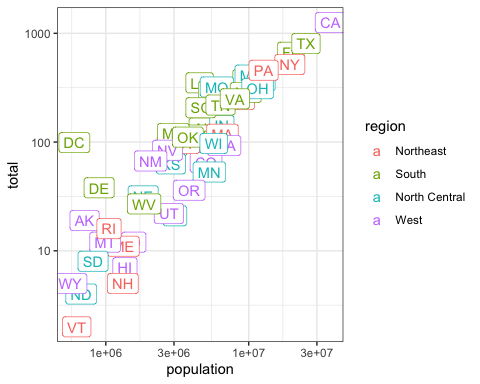 1000
100
10
total
CA
TX
NY
PA
OH
VA
MN
WI
OK
DC
NV
NM
DE
WV
OR
UT
AK
RI
MT
ME
SD
HI
NH
WY
ND
VT
1e+06
3e+06
1e+07
3e+07
population
region
a Northeast
a South
a North Central
a West